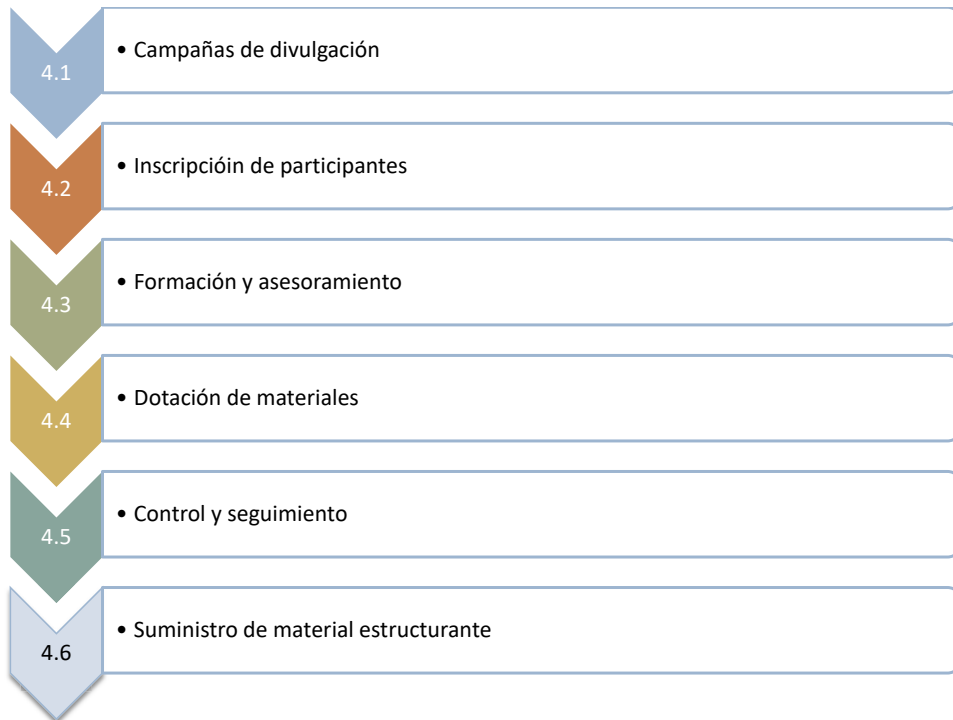 4.1
• Campañas de divulgación
4.2
• Inscripcióin de participantes
4.3
• Formación y asesoramiento
4.4
• Dotación de materiales
4.5
• Control y seguimiento
4.6
• Suministro de material estructurante